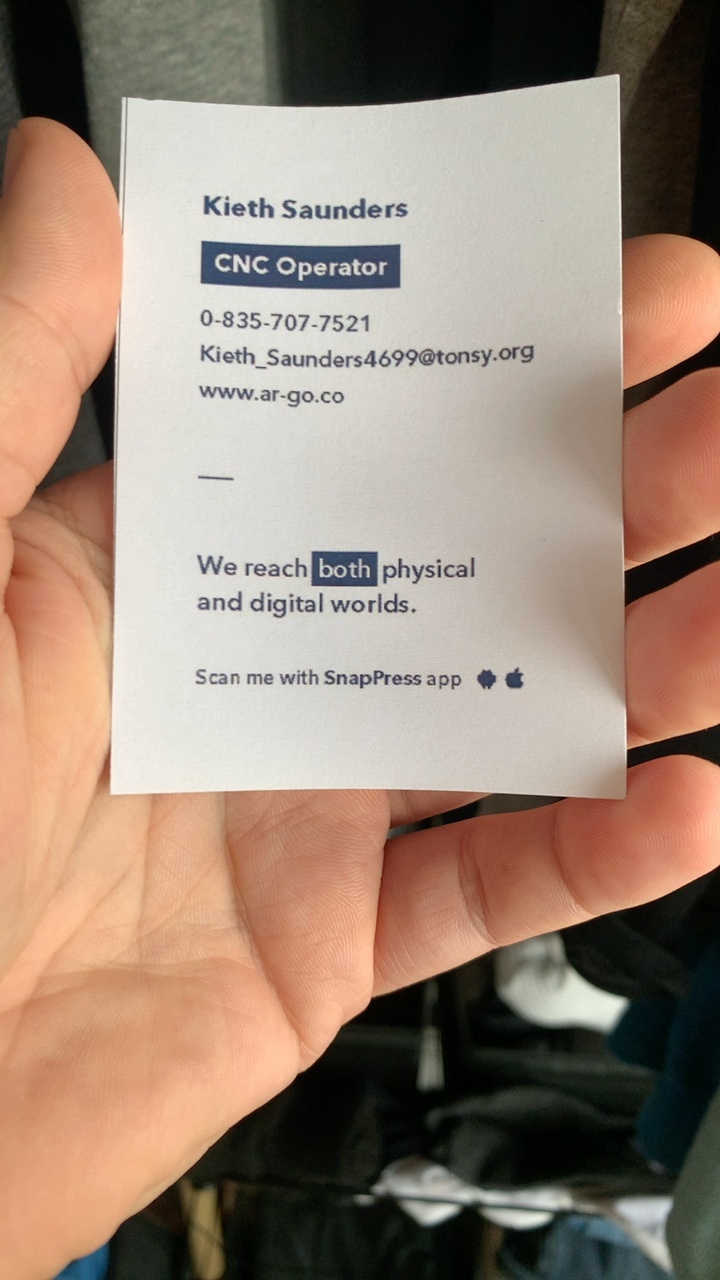 Kieth Saunders
CNC Operator
0-835-707-7521
Kieth_Saunders4699@tonsy.org
www.ar-go.co
We reach both physical
and digital worlds.
Scan me with SnapPress app